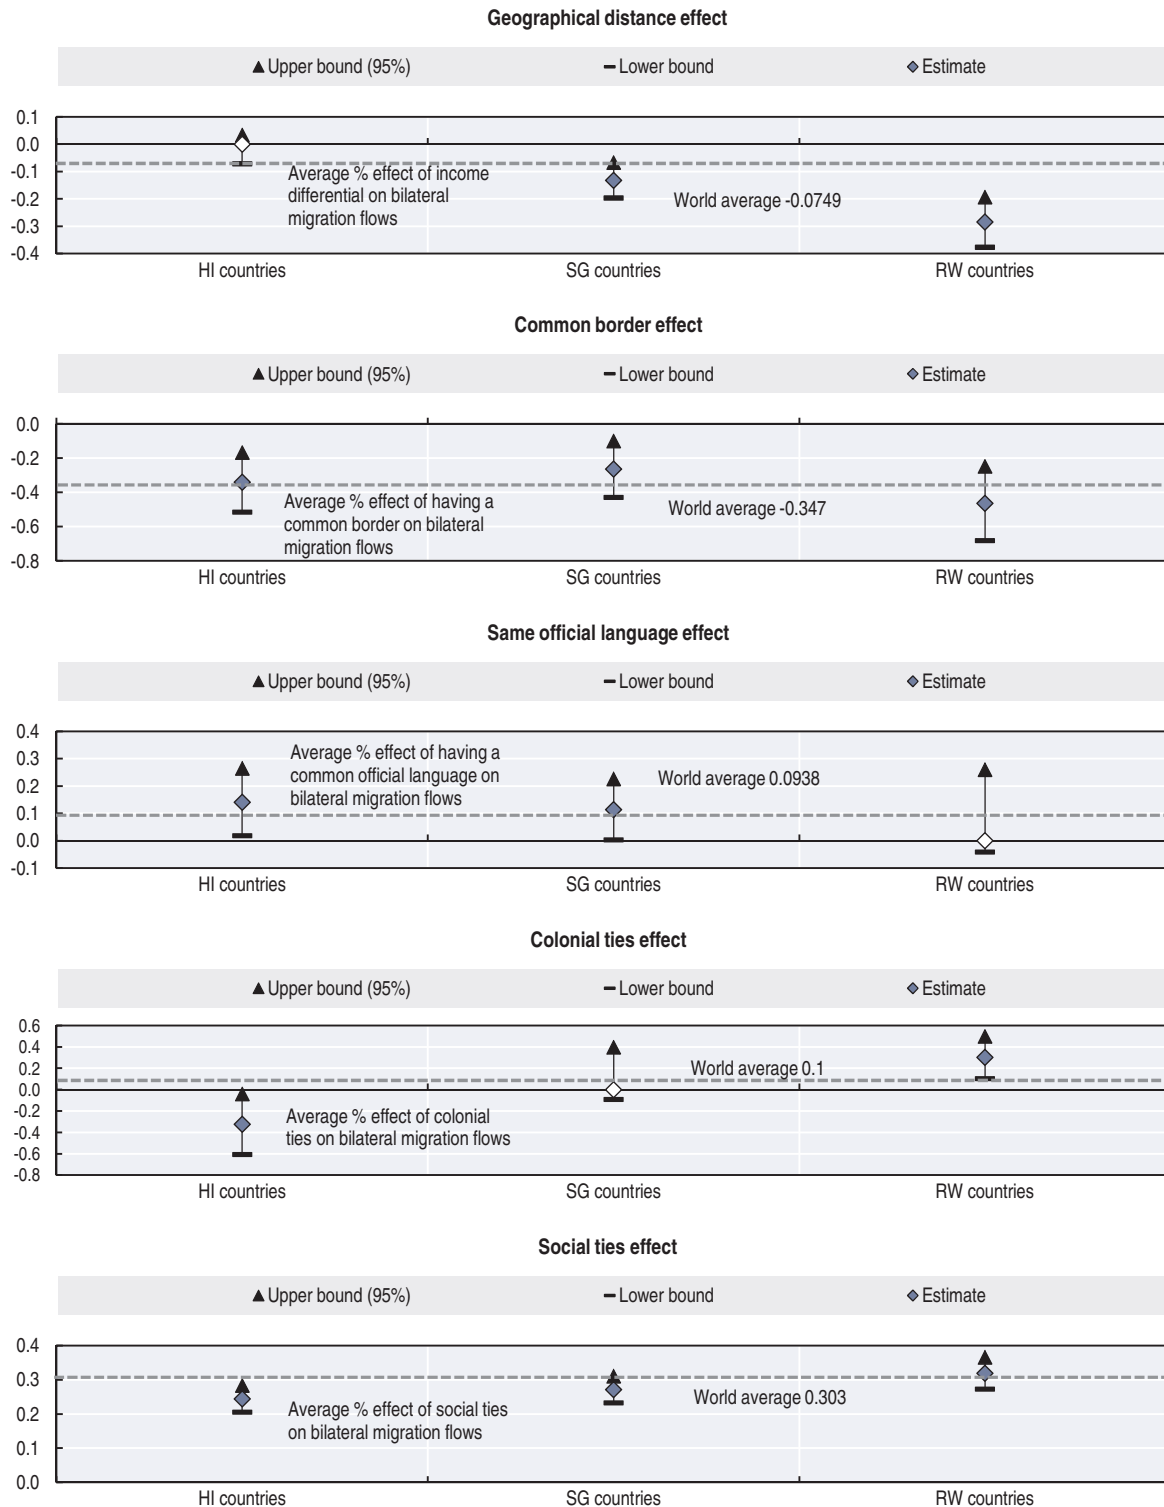 Geographical distance effect
Upper bound (95%) Lower bound Estimate
0.1
0.0
-0.1
-0.2
-0.3
-0.4
Average % effect of income
differential on bilateral
migration flows
World average -0.0749
HI countries SG countries RW countries
Common border effect
Upper bound (95%) Lower bound Estimate
0.0
-0.2
-0.4
-0.6
-0.8
Average % effect of having a
common border on bilateral
migration flows
World average -0.347
HI countries SG countries RW countries
Same official language effect
Upper bound (95%) Lower bound Estimate
0.4
0.3
0.2
0.1
0.0
-0.1
Average % effect of having a
common official language on
bilateral migration flows
World average 0.0938
HI countries SG countries RW countries
Colonial ties effect
Upper bound (95%) Lower bound Estimate
0.6
0.4
0.2
0.0
-0.2
-0.4
-0.6
-0.8
World average 0.1
Average % effect of colonial
ties on bilateral migration flows
HI countries SG countries RW countries
Social ties effect
Upper bound (95%) Lower bound Estimate
0.4
0.3
0.2
0.1
0.0
Average % effect of social ties
on bilateral migration flows
World average 0.303
HI countries SG countries RW countries